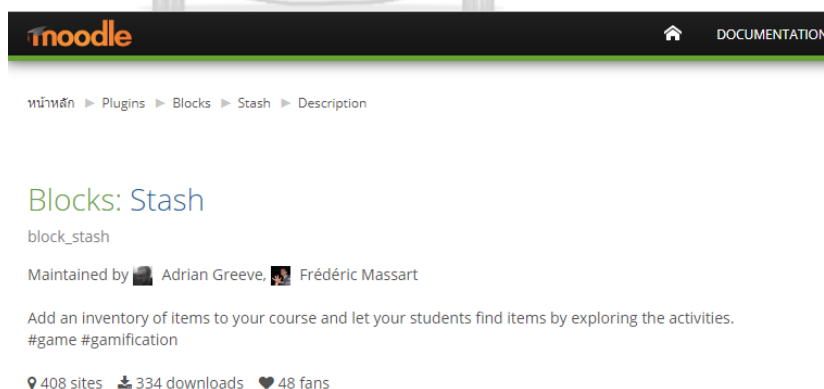 moodle
DOCUMENTATION
หน้าหลัก ► Plugins ► Blocks ► Stash ► Description
Blocks: Stash
block_stash
Maintained by Adrian Greeve, Frédéric Massart
Add an inventory of items to your course and let your students find items by exploring the activities.
#game #gamification
408 sites 334 downloads 48 fans